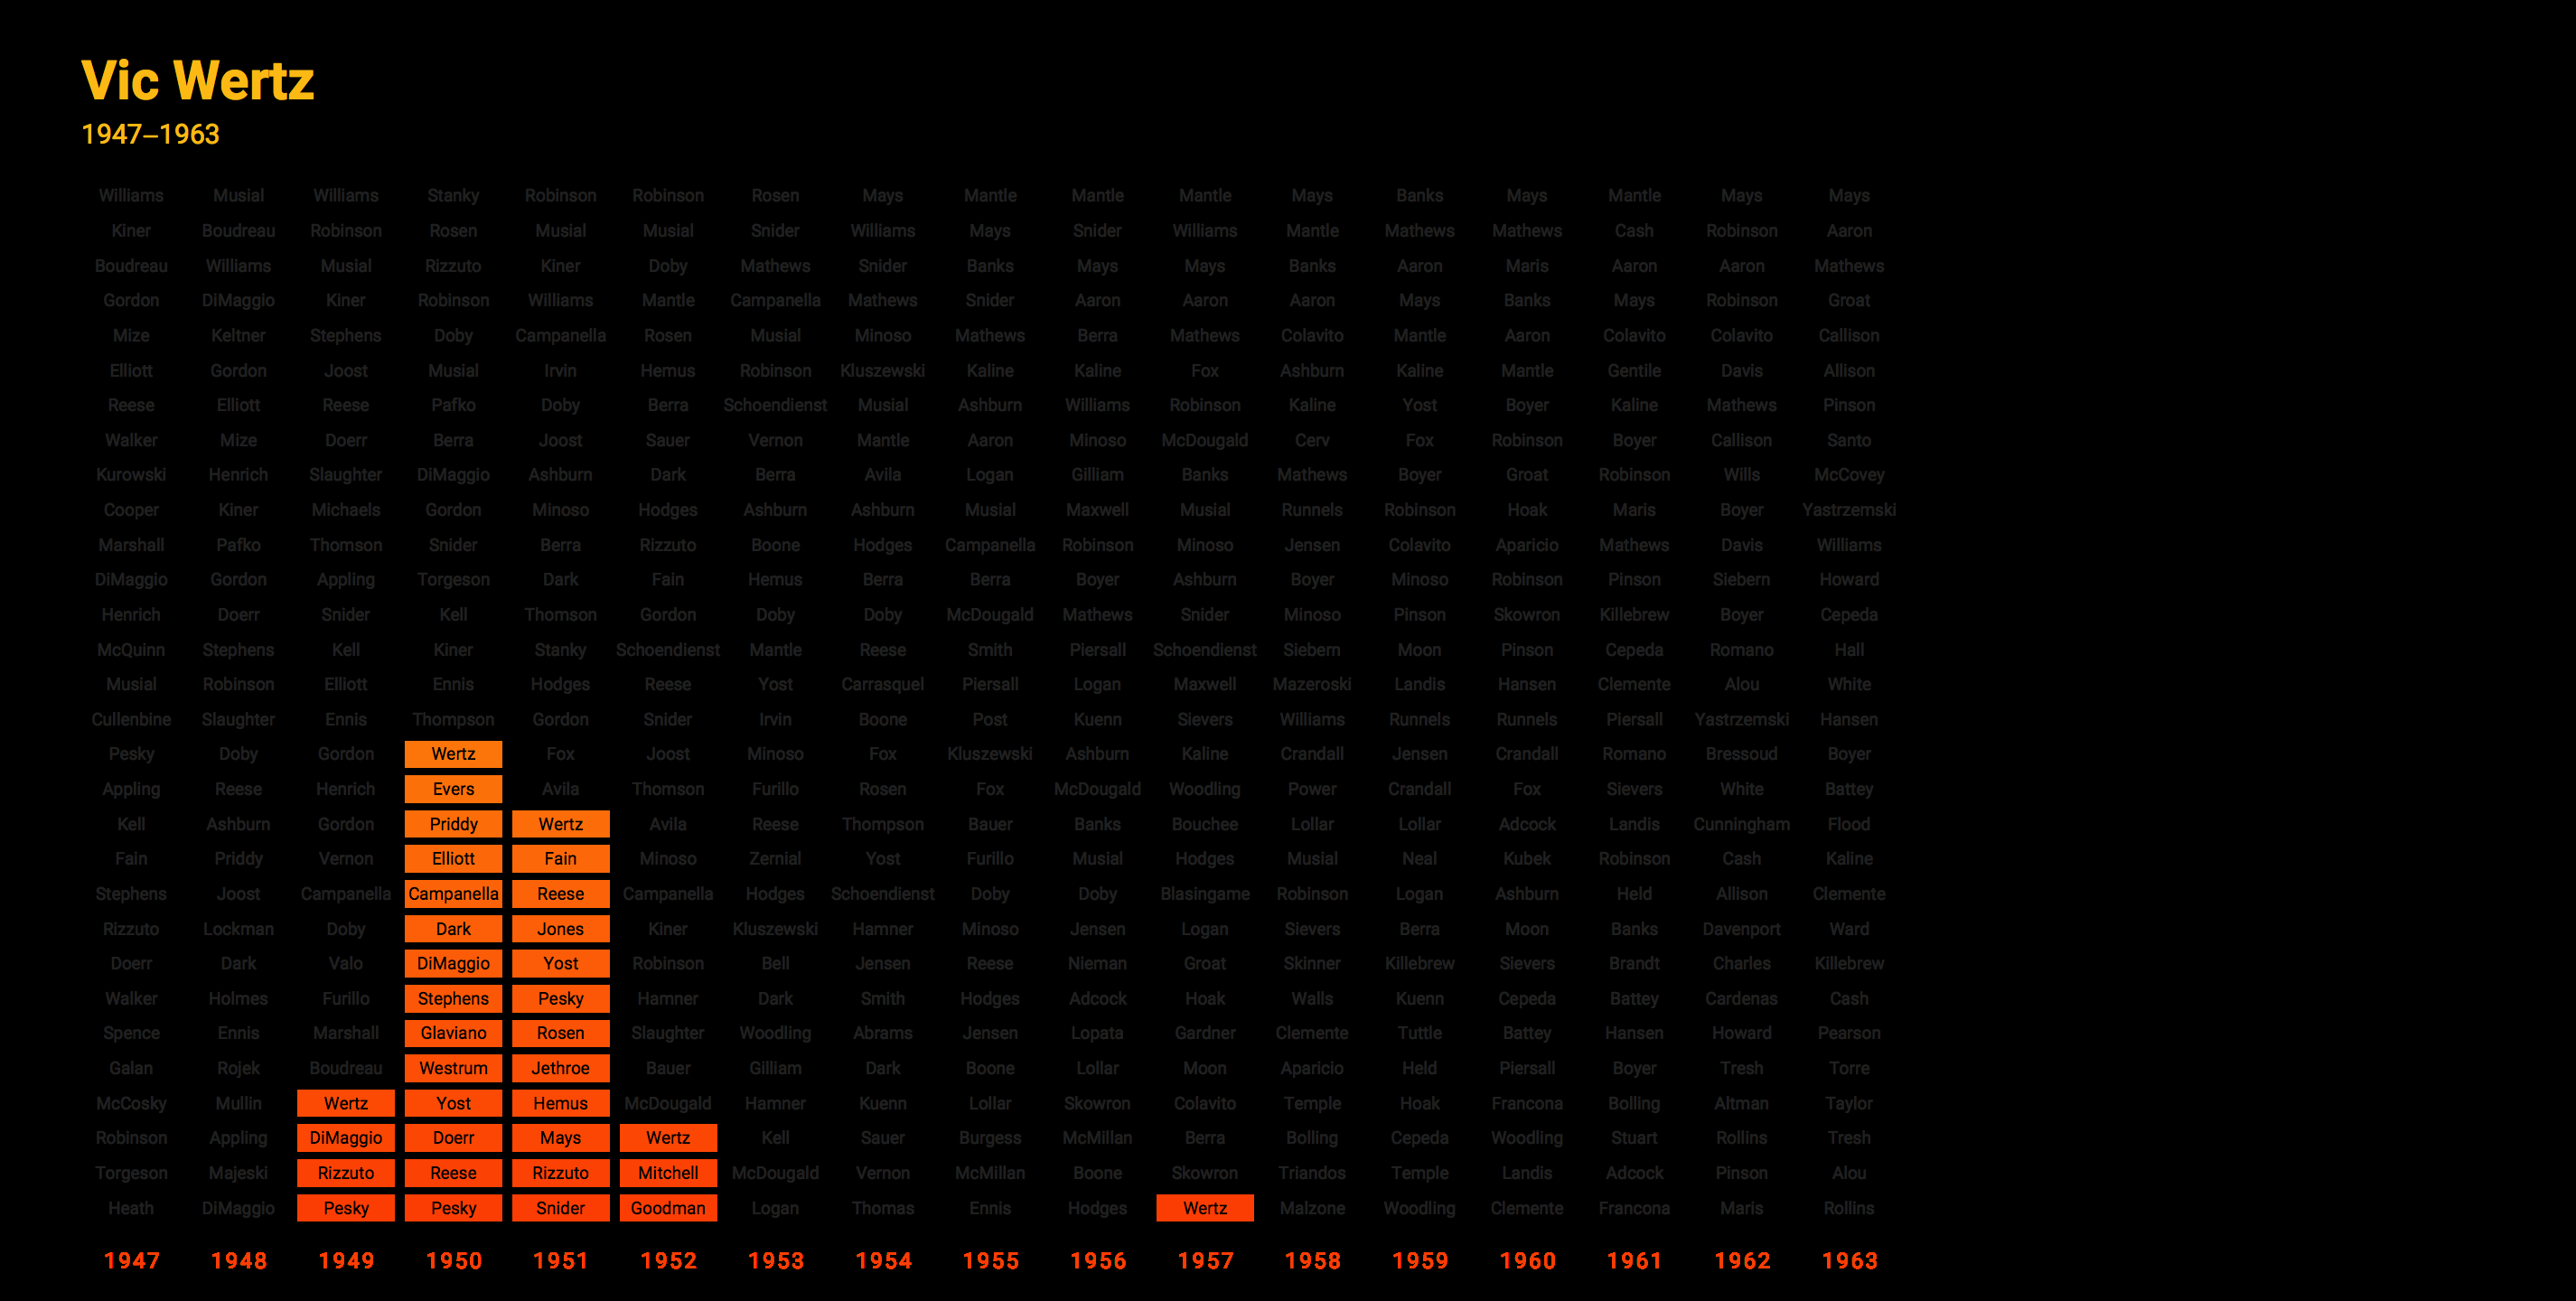 Vic Wertz
1947–1963
Williams Musial Williams Stanky Robinson Robinson Rosen Mays Mantle Mantle Mantle Mays Banks Mays Mantle Mays Mays
Kiner Boudreau Robinson Rosen Musial Musial Snider Williams Mays Snider Williams Mantle Mathews Mathews Cash Robinson Aaron
Boudreau Williams Musial Rizzuto Kiner Doby Mathews Snider Banks Mays Mays Banks Aaron Maris Aaron Aaron Mathews
Gordon DiMaggio Kiner Robinson Williams Mantle Campanella Mathews Snider Aaron Aaron Aaron Mays Banks Mays Robinson Groat
Mize Keltner Stephens Doby Campanella Rosen Musial Minoso Mathews Berra Mathews Colavito Mantle Aaron Colavito Colavito Callison
Elliott Gordon Joost Musial Irvin Hemus Robinson Kluszewski Kaline Kaline Fox Ashburn Kaline Mantle Gentile Davis Allison
Reese Elliott Reese Pafko Doby Berra Schoendienst Musial Ashburn Williams Robinson Kaline Yost Boyer Kaline Mathews Pinson
Walker Mize Doerr Berra Joost Sauer Vernon Mantle Aaron Minoso McDougald Cerv Fox Robinson Boyer Callison Santo
Kurowski Henrich Slaughter DiMaggio Ashburn Dark Berra Avila Logan Gilliam Banks Mathews Boyer Groat Robinson Wills McCovey
Cooper Kiner Michaels Gordon Minoso Hodges Ashburn Ashburn Musial Maxwell Musial Runnels Robinson Hoak Maris Boyer Yastrzemski
Marshall Pafko Thomson Snider Berra Rizzuto Boone Hodges Campanella Robinson Minoso Jensen Colavito Aparicio Mathews Davis Williams
DiMaggio Gordon Appling Torgeson Dark Fain Hemus Berra Berra Boyer Ashburn Boyer Minoso Robinson Pinson Siebern Howard
Henrich Doerr Snider Kell Thomson Gordon Doby Doby McDougald Mathews Snider Minoso Pinson Skowron Killebrew Boyer Cepeda
McQuinn Stephens Kell Kiner Stanky Schoendienst Mantle Reese Smith Piersall Schoendienst Siebern Moon Pinson Cepeda Romano Hall
Musial Robinson Elliott Ennis Hodges Reese Yost Carrasquel Piersall Logan Maxwell Mazeroski Landis Hansen Clemente Alou White
Cullenbine Slaughter Ennis Thompson Gordon Snider Irvin Boone Post Kuenn Sievers Williams Runnels Runnels Piersall Yastrzemski Hansen
Pesky Doby Gordon Wertz Fox Joost Minoso Fox Kluszewski Ashburn Kaline Crandall Jensen Crandall Romano Bressoud Boyer
Appling Reese Henrich Evers Avila Thomson Furillo Rosen Fox McDougald Woodling Power Crandall Fox Sievers White Battey
Kell Ashburn Gordon Priddy Wertz Avila Reese Thompson Bauer Banks Bouchee Lollar Lollar Adcock Landis Cunningham Flood
Fain Priddy Vernon Elliott Fain Minoso Zernial Yost Furillo Musial Hodges Musial Neal Kubek Robinson Cash Kaline
Stephens Joost Campanella Campanella Reese Campanella Hodges Schoendienst Doby Doby Blasingame Robinson Logan Ashburn Held Allison Clemente
Rizzuto Lockman Doby Dark Jones Kiner Kluszewski Hamner Minoso Jensen Logan Sievers Berra Moon Banks Davenport Ward
Doerr Dark Valo DiMaggio Yost Robinson Bell Jensen Reese Nieman Groat Skinner Killebrew Sievers Brandt Charles Killebrew
Walker Holmes Furillo Stephens Pesky Hamner Dark Smith Hodges Adcock Hoak Walls Kuenn Cepeda Battey Cardenas Cash
Spence Ennis Marshall Glaviano Rosen Slaughter Woodling Abrams Jensen Lopata Gardner Clemente Tuttle Battey Hansen Howard Pearson
Galan Rojek Boudreau Westrum Jethroe Bauer Gilliam Dark Boone Lollar Moon Aparicio Held Piersall Boyer Tresh Torre
McCosky Mullin Wertz Yost Hemus McDougald Hamner Kuenn Lollar Skowron Colavito Temple Hoak Francona Bolling Altman Taylor
Robinson Appling DiMaggio Doerr Mays Wertz Kell Sauer Burgess McMillan Berra Bolling Cepeda Woodling Stuart Rollins Tresh
Torgeson Majeski Rizzuto Reese Rizzuto Mitchell McDougald Vernon McMillan Boone Skowron Triandos Temple Landis Adcock Pinson Alou
Heath DiMaggio Pesky Pesky Snider Goodman Logan Thomas Ennis Hodges Wertz Malzone Woodling Clemente Francona Maris Rollins
1947 1948 1949 1950 1951 1952 1953 1954 1955 1956 1957 1958 1959 1960 1961 1962 1963